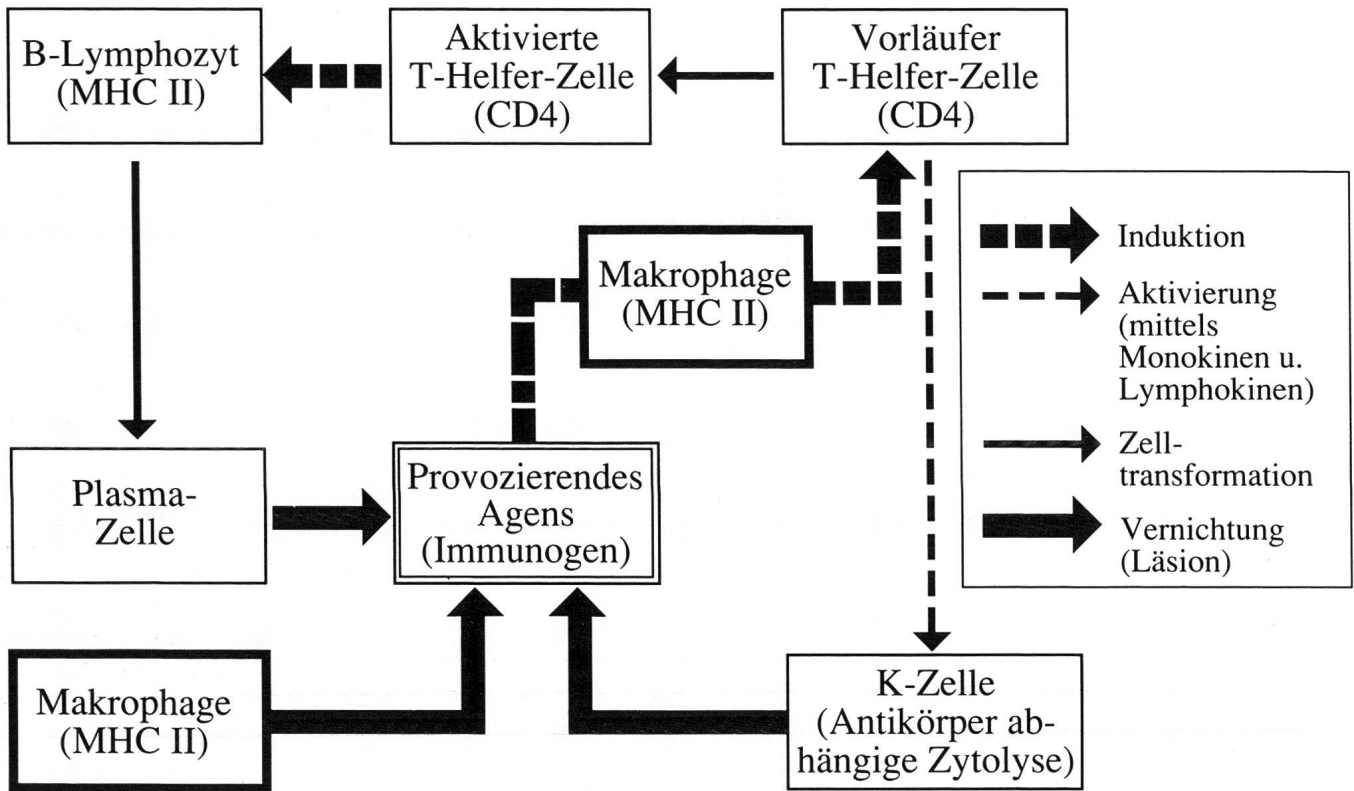 B-Lymphozyt
(MHC II)
Aktivierte
T-Helfer-Zelle
(CD4)
Vorläufer
T-Helfer-Zelle
(CD4)
Makrophage
(MHC II)
Induktion
Aktivierung
(mittels
Monokinen u.
Lymphokinen)
Zell-
transformation
Vernichtung
(Läsion)
Plasma-
Zelle
Provozierendes
Agens
(Immunogen)
Makrophage
(MHC II)
K-Zelle
(Antikörper ab-
hängige Zytolyse)